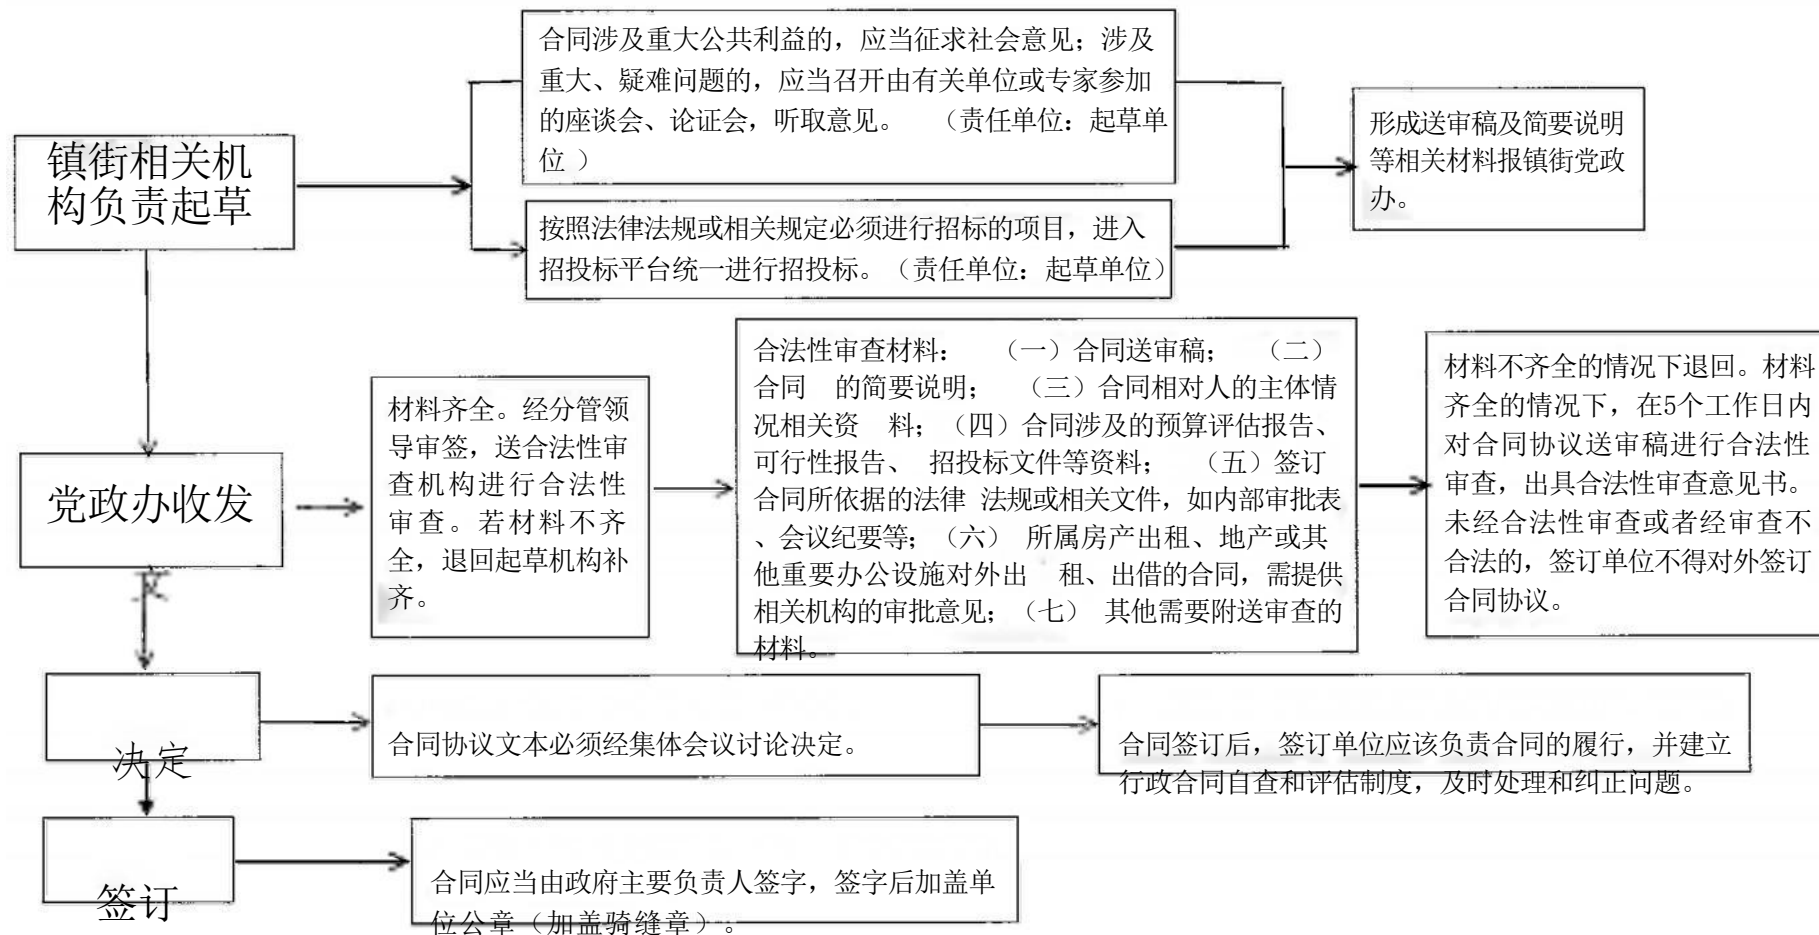 镇街相关机
构负责起草
合同涉及重大公共利益的，应当征求社会意见；涉及
重大、疑难问题的，应当召开由有关单位或专家参加
的座谈会、论证会，听取意见。 （责任单位：起草单
位 ）
按照法律法规或相关规定必须进行招标的项目，进入
招投标平台统一进行招投标。（责任单位：起草单位）
形成送审稿及简要说明
等相关材料报镇街党政
办。
党政办收发
材料齐全。经分管领
导审签，送合法性审
查机构进行合法性
审查。若材料不齐
全，退回起草机构补
齐。
合法性审查材料： （一）合同送审稿； （二）
合同 的简要说明； （三）合同相对人的主体情
况相关资 料；（四）合同涉及的预算评估报告、
可行性报告、 招投标文件等资料； （五）签订
合同所依据的法律 法规或相关文件，如内部审批表
、会议纪要等；（六） 所属房产出租、地产或其
他重要办公设施对外出 租、出借的合同，需提供
相关机构的审批意见；（七） 其他需要附送审查的
材料。
材料不齐全的情况下退回。材料
齐全的情况下，在5个工作日内
对合同协议送审稿进行合法性
审查，出具合法性审查意见书。
未经合法性审查或者经审查不
合法的，签订单位不得对外签订
合同协议。
决定
合同协议文本必须经集体会议讨论决定。
合同签订后，签订单位应该负责合同的履行，并建立
行政合同自查和评估制度，及时处理和纠正问题。
签订
合同应当由政府主要负责人签字，签字后加盖单
位公章（加盖骑缝章）。